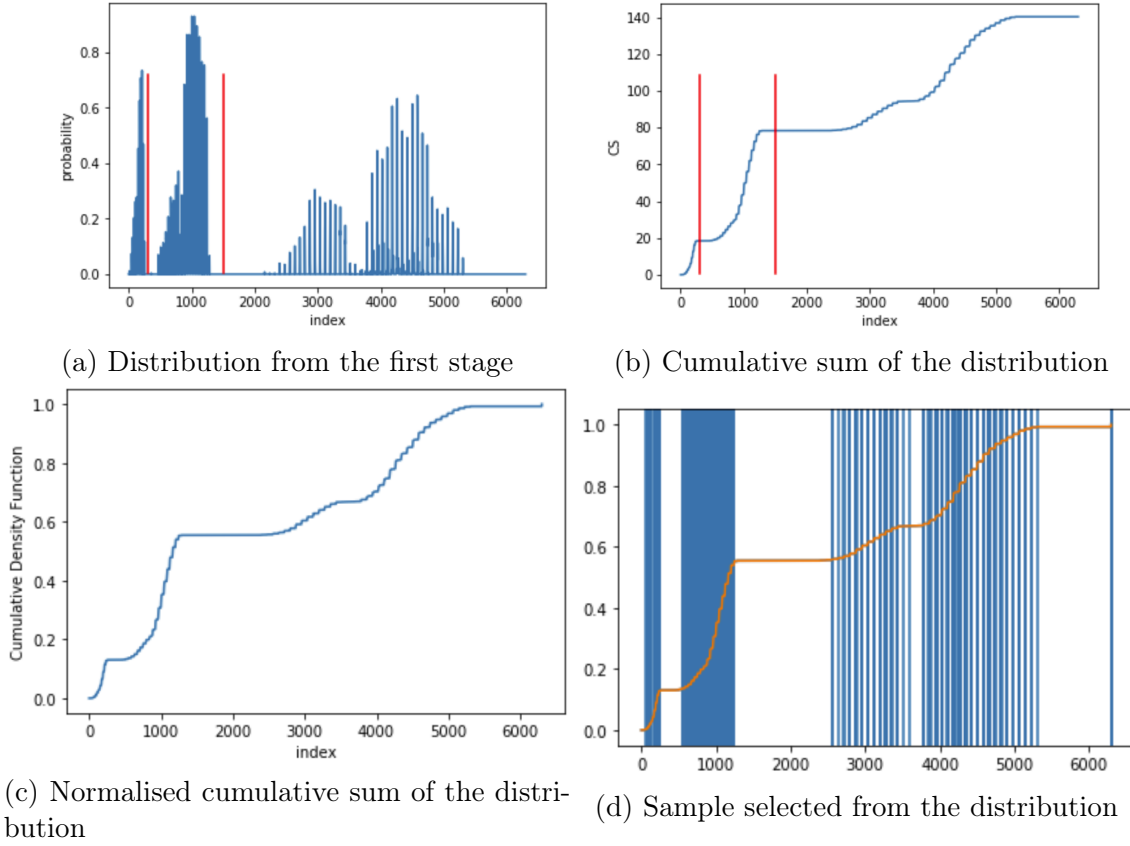 0.8
0.6
0.4
0.2
0.0
probability
0 1000 2000 3000 4000 5000 6000
index
(a) Distribution from the first stage
140
120
100
80
60
40
20
0
CS
0 1000 2000 3000 4000 5000 6000
index
(b) Cumulative sum of the distribution
1.0
0.8
0.6
0.4
0.2
0.0
Cumulative Density Function
0 1000 2000 3000 4000 5000 6000
index
(c) Normalised cumulative sum of the distri-
bution
1.0
0.8
0.6
0.4
0.2
0.0
0 1000 2000 3000 4000 5000 6000
(d) Sample selected from the distribution